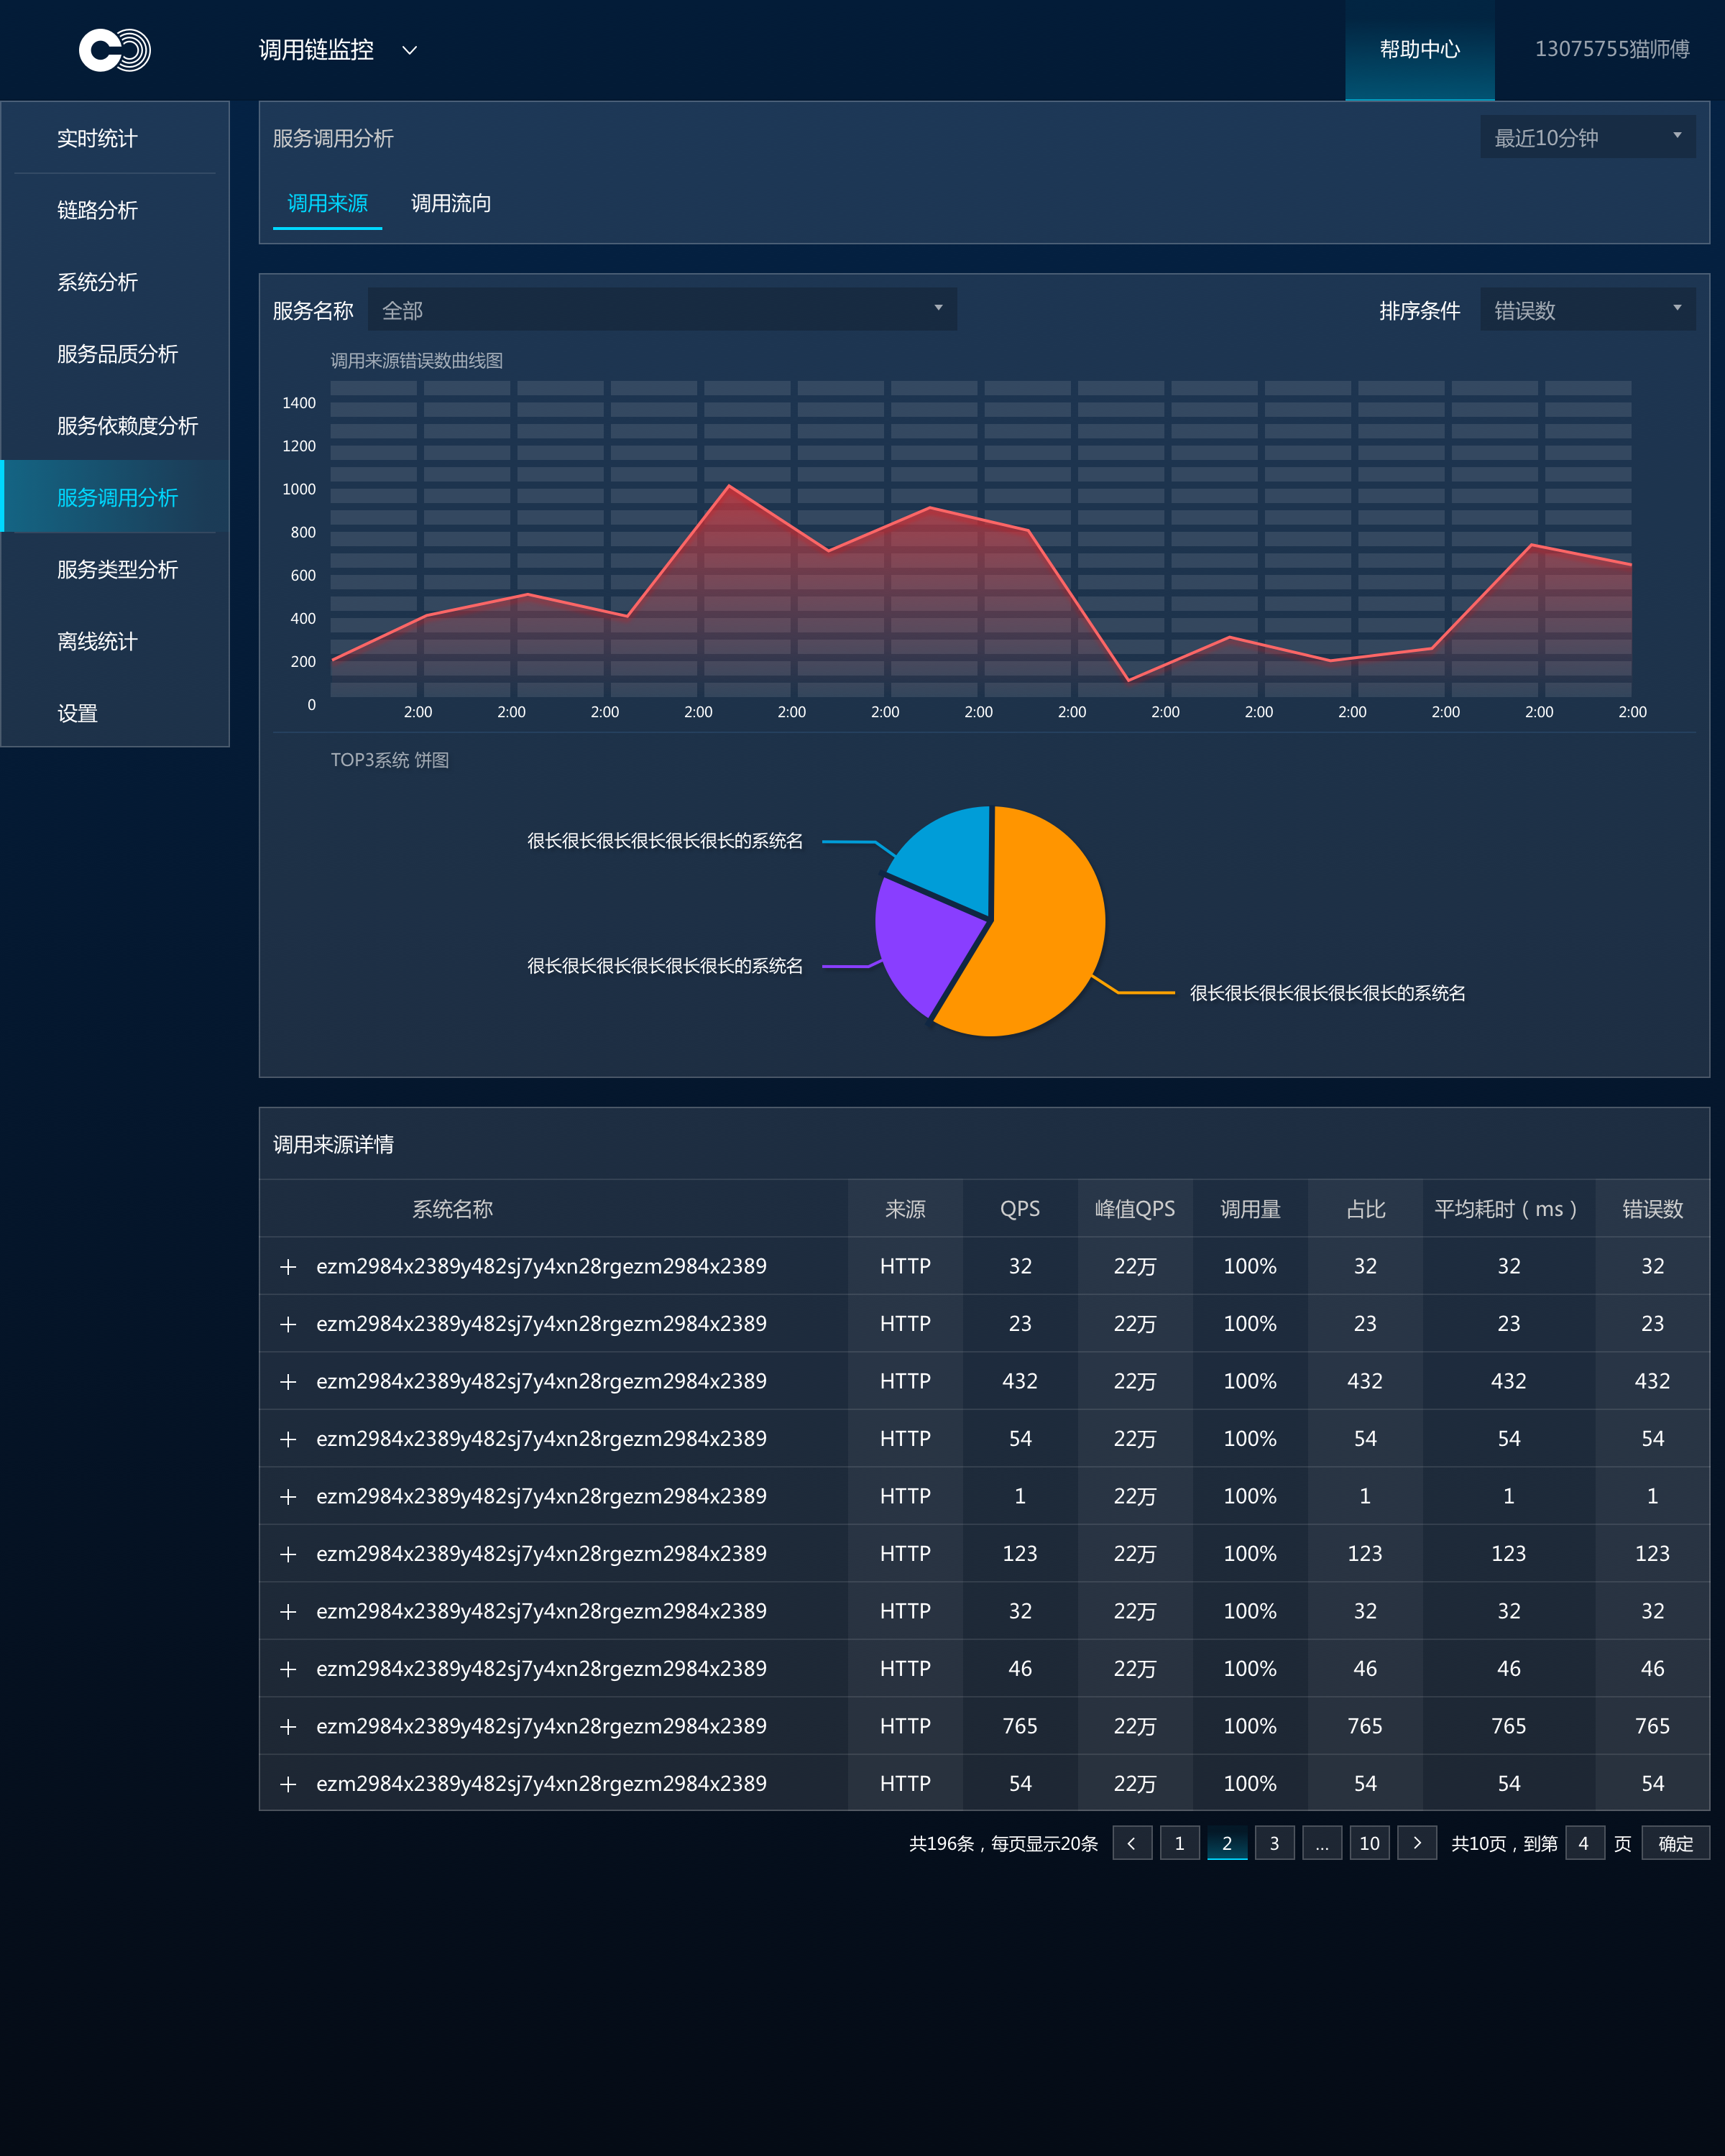 调用链监控
帮助中心
13075755猫师傅
实时统计
链路分析
系统分析
服务品质分析
服务依赖度分析
服务调用分析
服务类型分析
离线统计
设置
服务调用分析
最近10分钟
调用来源 调用流向
服务名称 全部
排序条件 错误数
调用来源错误数曲线图
1400
1200
1000
800
600
400
200
0
2:00 2:00 2:00 2:00 2:00 2:00 2:00 2:00 2:00 2:00 2:00 2:00 2:00 2:00
TOP3系统 饼图
很长很长很长很长很长很长的系统名
很长很长很长很长很长很长的系统名
很长很长很长很长很长很长的系统名
调用来源详情
系统名称 来源 QPS 峰值QPS 调用量 占比 平均耗时（ms） 错误数
ezm2984x2389y482sj7y4xn28rgezm2984x2389 HTTP 32 22万 100% 32 32 32
ezm2984x2389y482sj7y4xn28rgezm2984x2389 HTTP 23 22万 100% 23 23 23
ezm2984x2389y482sj7y4xn28rgezm2984x2389 HTTP 432 22万 100% 432 432 432
ezm2984x2389y482sj7y4xn28rgezm2984x2389 HTTP 54 22万 100% 54 54 54
ezm2984x2389y482sj7y4xn28rgezm2984x2389 HTTP 1 22万 100% 1 1 1
ezm2984x2389y482sj7y4xn28rgezm2984x2389 HTTP 123 22万 100% 123 123 123
ezm2984x2389y482sj7y4xn28rgezm2984x2389 HTTP 32 22万 100% 32 32 32
ezm2984x2389y482sj7y4xn28rgezm2984x2389 HTTP 46 22万 100% 46 46 46
ezm2984x2389y482sj7y4xn28rgezm2984x2389 HTTP 765 22万 100% 765 765 765
ezm2984x2389y482sj7y4xn28rgezm2984x2389 HTTP 54 22万 100% 54 54 54
共196条，每页显示20条 < 1 2 3 ... 10 > 共10页，到第 4 页 确定